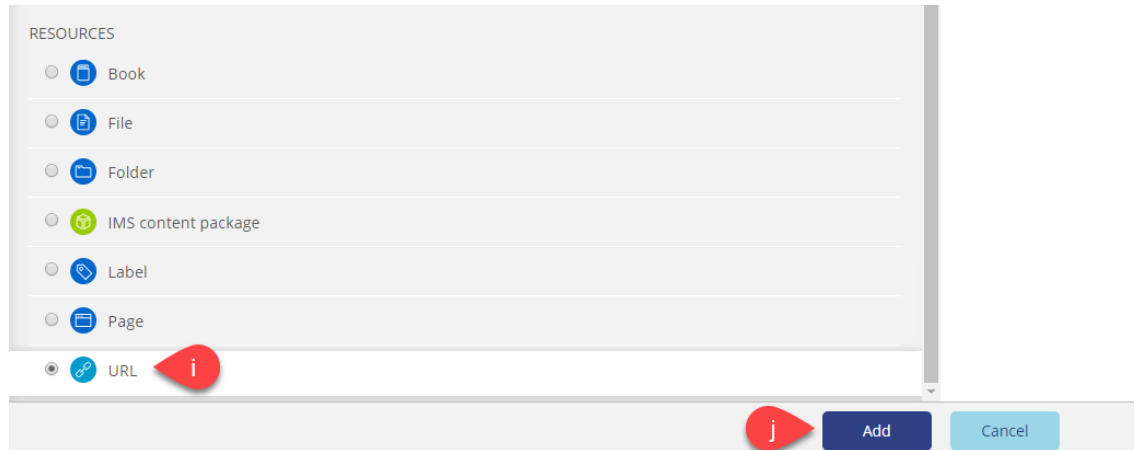 RESOURCES
Book
File
Folder
IMS content package
Label
Page
URL
i
j
Add
Cancel